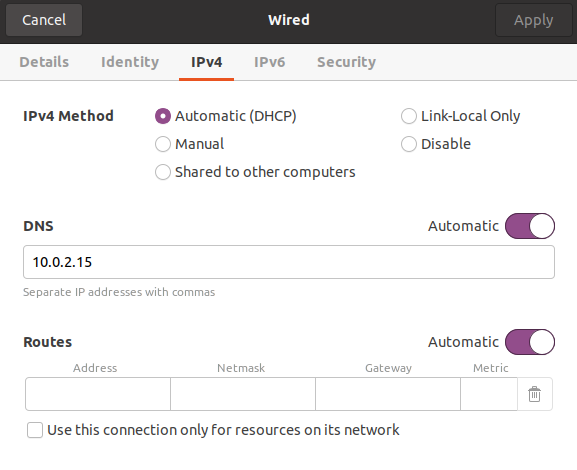 Cancel Wired Apply
Details Identity IPv4 IPv6 Security
IPv4 Method Automatic (DHCP) Link-Local Only
Manual Disable
Shared to other computers
DNS Automatic
10.0.2.15
Separate IP addresses with commas
Routes Automatic
Address Netmask Gateway Metric
Use this connection only for resources on its network